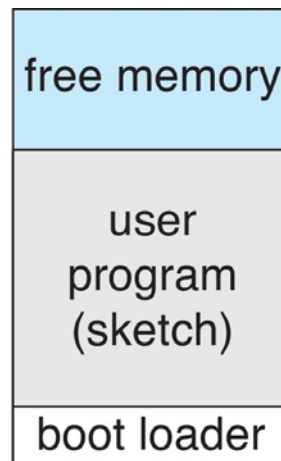 free memory
user
program
(sketch)
boot loader